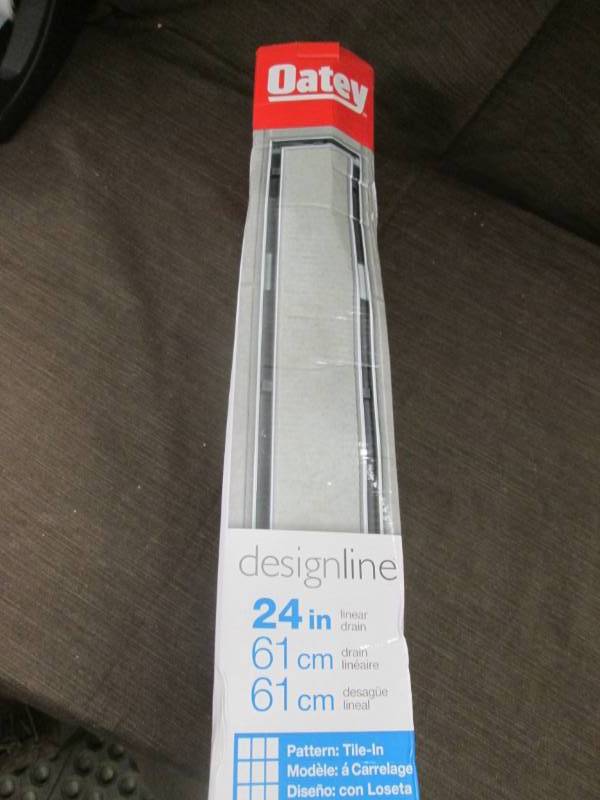 Oatey
designline
24 in linear drain
61 cm drain linéaire
61 cm desagüe lineal
Pattern: Tile-In
Modèle: á Carrelage
Diseño: con Loseta